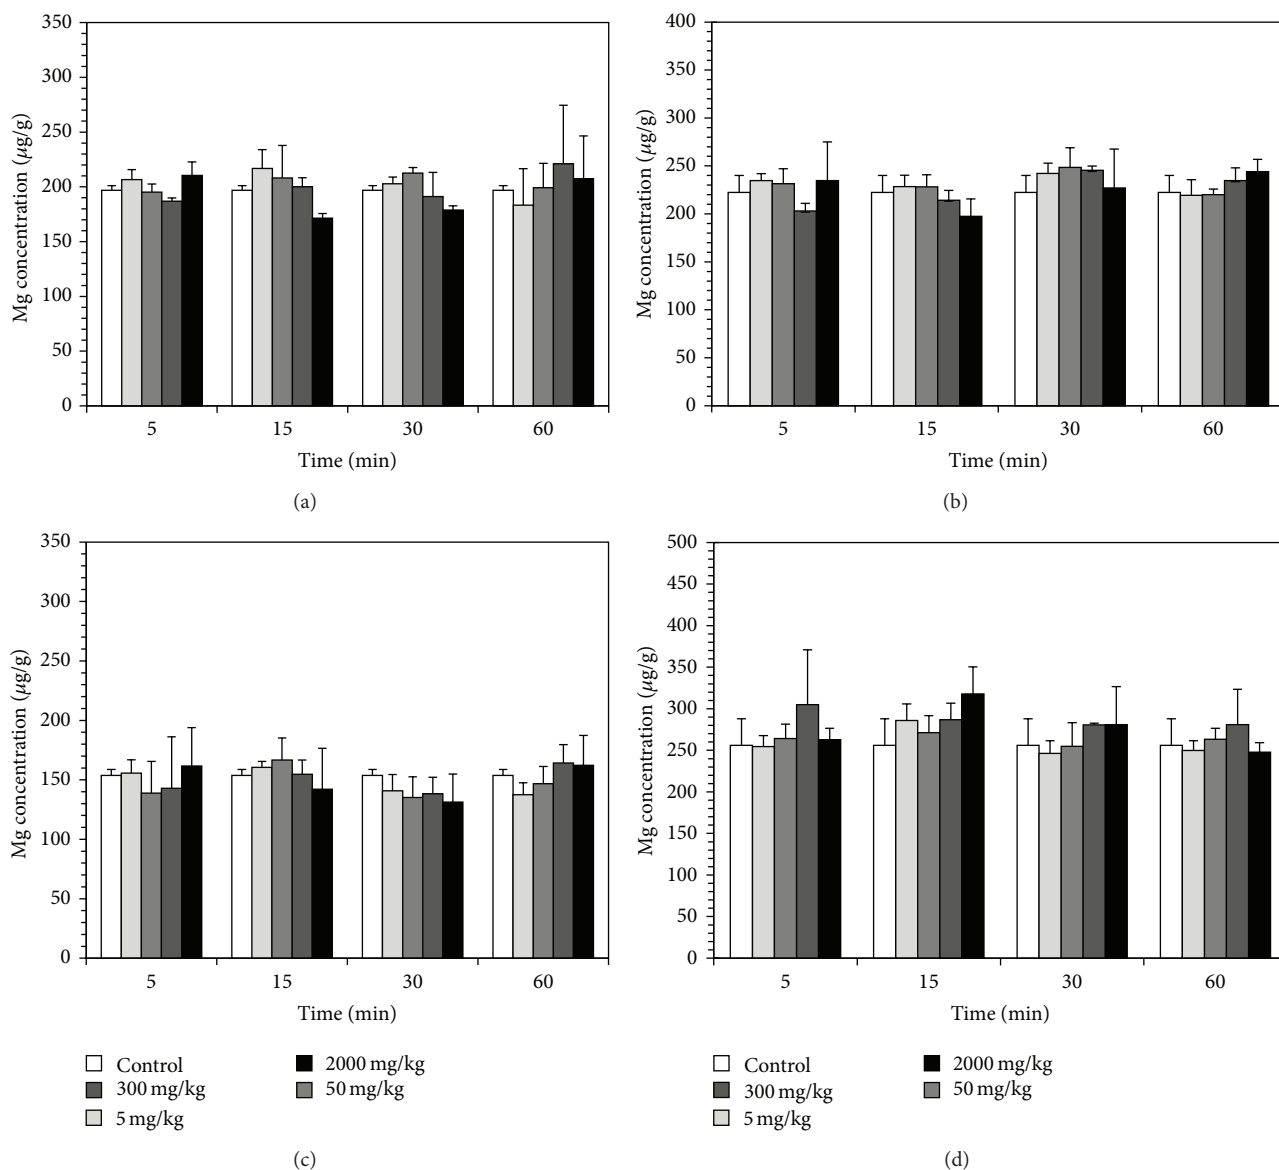 350
300
250
200
150
100
50
0
Mg concentration (μg/g)
5 15 30 60
Time (min)
(a)
400
350
300
250
200
150
100
50
0
Mg concentration (μg/g)
5 15 30 60
Time (min)
(b)
350
300
250
200
150
100
50
0
Mg concentration (μg/g)
5 15 30 60
Time (min)
Control 2000 mg/kg
300 mg/kg 50 mg/kg
5 mg/kg
(c)
500
450
400
350
300
250
200
150
100
50
0
Mg concentration (μg/g)
5 15 30 60
Time (min)
Control 2000 mg/kg
300 mg/kg 50 mg/kg
5 mg/kg
(d)